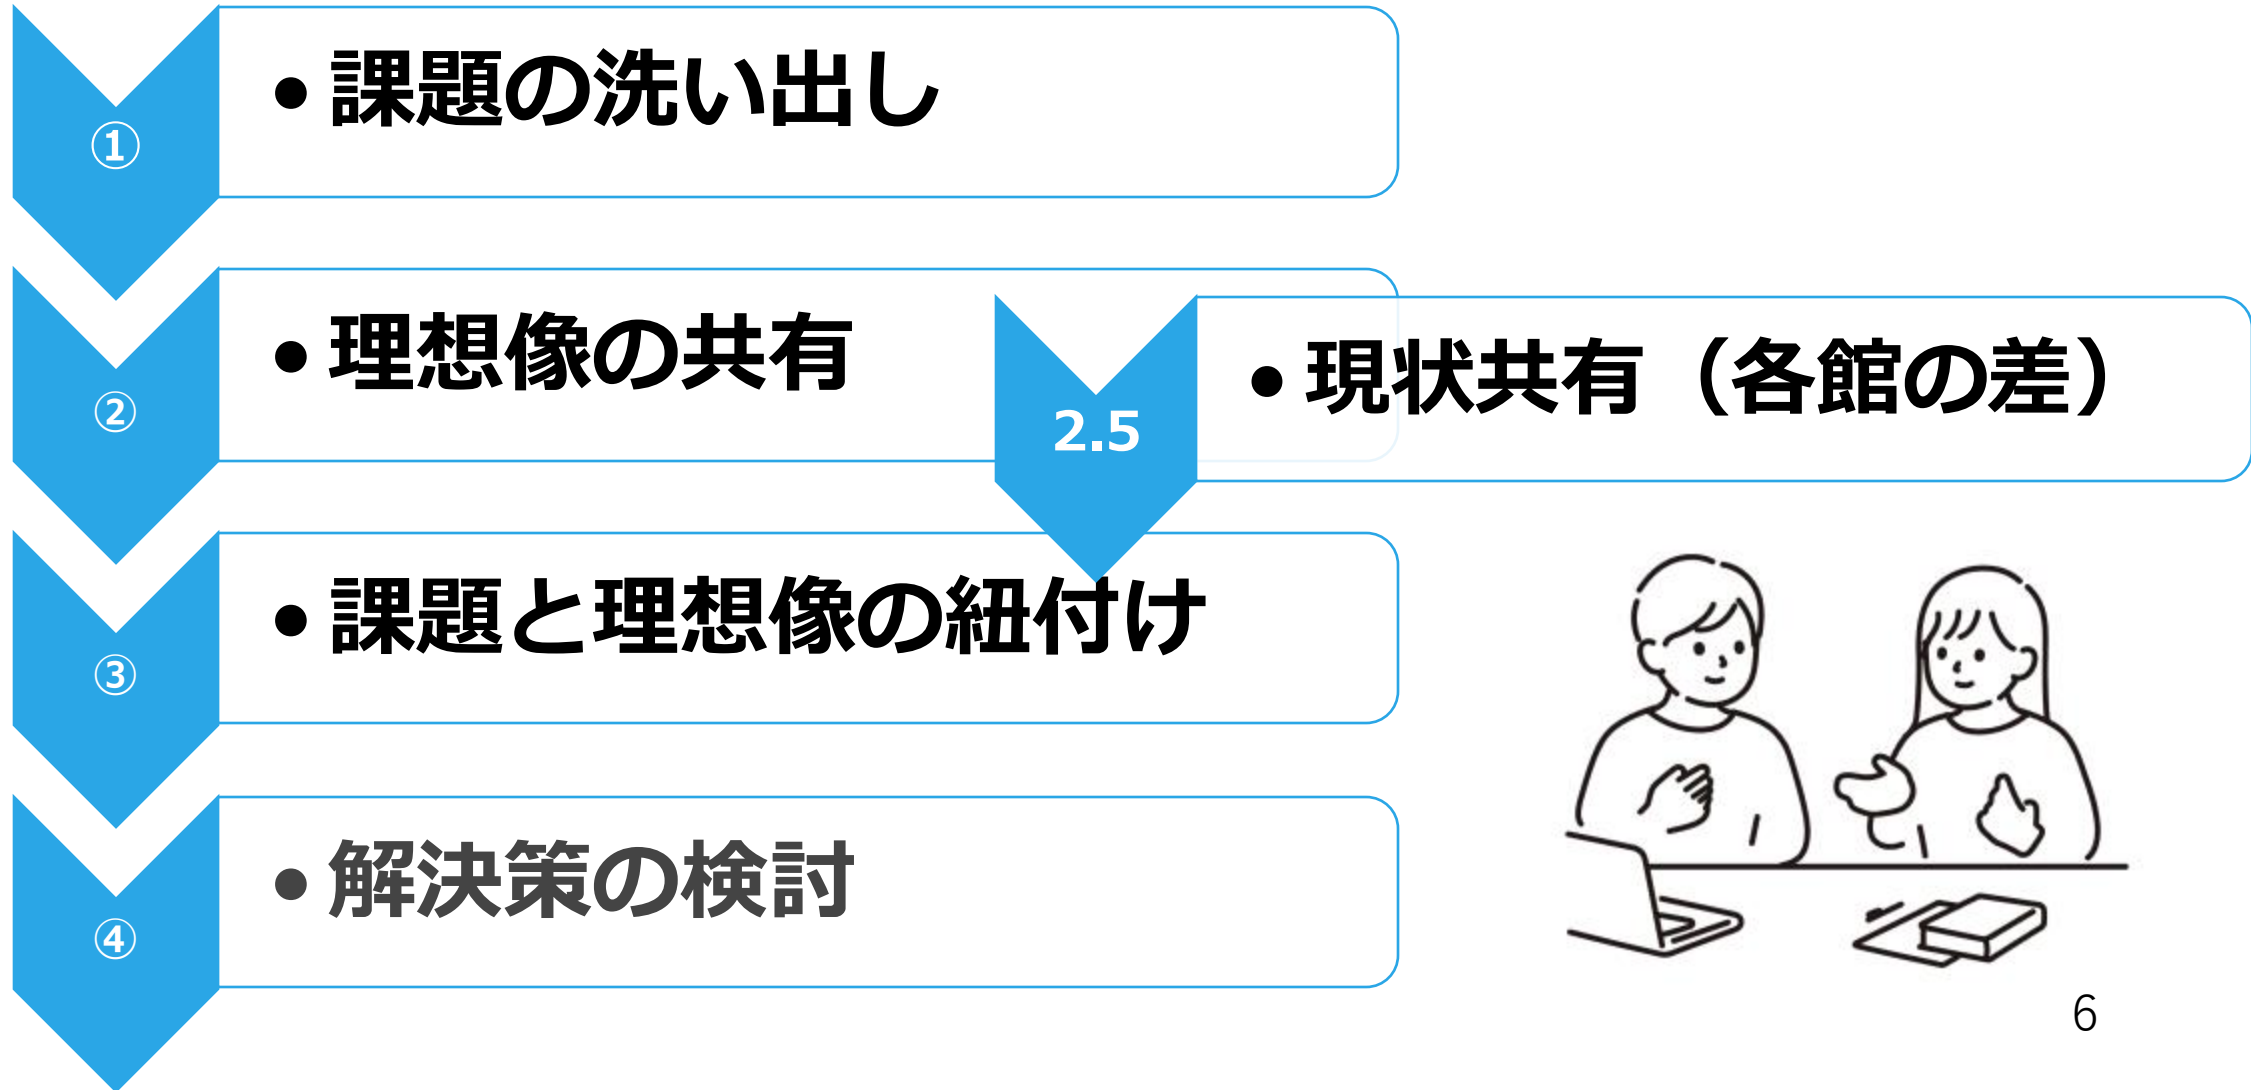 ①
• 課題の洗い出し
②
• 理想像の共有
2.5
• 現状共有（各館の差）
③
• 課題と理想像の紐付け
④
• 解決策の検討
6